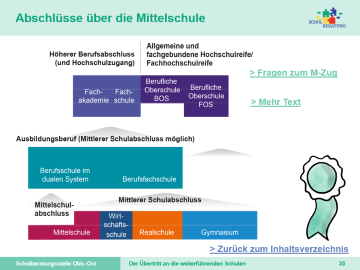 Abschlüsse über die Mittelschule
SCHULBERATUNG
Höherer Berufsabschluss
(und Hochschulzugang)
Allgemeine und
fachgebundene Hochschulreife/
Fachhochschulreife
Fach-
akademie
Fach-
schule
Berufliche
Oberschule
BOS
Berufliche
Oberschule
FOS
> Fragen zum M-Zug
> Mehr Text
Ausbildungsberuf (Mittlerer Schulabschluss möglich)
Berufsschule im
dualen System
Berufsfachschule
Mittelschul-
abschluss
Mittlerer Schulabschluss
Mittelschule
Wirt-
schafts-
schule
Realschule
Gymnasium
> Zurück zum Inhaltsverzeichnis
Schulberatungsstelle Obb.-Ost
Der Übertritt an die weiterführenden Schulen
35